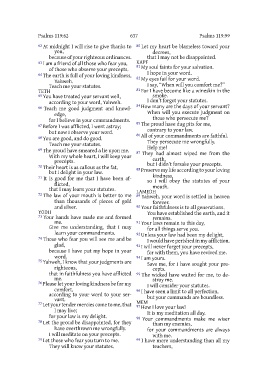 Psalms 119:62
637
Psalms 119:99
62 At midnight I will rise to give thanks to
you,
because of your righteous ordinances.
63 I am a friend of all those who fear you,
of those who observe your precepts.
64 The earth is full of your loving kindness,
Yahweh.
Teach me your statutes.
TETH
65 You have treated your servant well,
according to your word, Yahweh.
66 Teach me good judgment and knowl-
edge,
for I believe in your commandments.
67 Before I was afflicted, I went astray;
but now I observe your word.
68 You are good, and do good.
Teach me your statutes.
69 The proud have smeared a lie upon me.
With my whole heart, I will keep your
precepts.
70 Their heart is as callous as the fat,
but I delight in your law.
71 It is good for me that I have been af-
flicted,
that I may learn your statutes.
72 The law of your mouth is better to me
than thousands of pieces of gold
and silver.
YODH
73 Your hands have made me and formed
me.
Give me understanding, that I may
learn your commandments.
74 Those who fear you will see me and be
glad,
because I have put my hope in your
word.
75 Yahweh, I know that your judgments are
righteous,
that in faithfulness you have afflicted
me.
76 Please let your loving kindness be for my
comfort,
according to your word to your ser-
vant.
77 Let your tender mercies come to me, that
I may live;
for your law is my delight.
78 Let the proud be disappointed, for they
have overthrown me wrongfully.
I will meditate on your precepts.
79 Let those who fear you turn to me.
They will know your statutes.
80 Let my heart be blameless toward your
decrees,
that I may not be disappointed.
KAPF
81 My soul faints for your salvation.
I hope in your word.
82 My eyes fail for your word.
I say, "When will you comfort me?"
83 For I have become like a wineskin in the
smoke.
I don't forget your statutes.
84 How many are the days of your servant?
When will you execute judgment on
those who persecute me?
85 The proud have dug pits for me,
contrary to your law.
86 All of your commandments are faithful.
They persecute me wrongfully.
Help me!
87 They had almost wiped me from the
earth,
but I didn't forsake your precepts.
88 Preserve my life according to your loving
kindness,
so I will obey the statutes of your
mouth.
LAMEDH
89 Yahweh, your word is settled in heaven
forever.
90 Your faithfulness is to all generations.
You have established the earth, and it
remains.
91 Your laws remain to this day,
for all things serve you.
92 Unless your law had been my delight,
I would have perished in my affliction.
93 I will never forget your precepts,
for with them, you have revived me.
94 I am yours.
Save me, for I have sought your pre-
cepts.
95 The wicked have waited for me, to de-
stroy me.
I will consider your statutes.
96 I have seen a limit to all perfection,
but your commands are boundless.
MEM
97 How I love your law!
It is my meditation all day.
98 Your commandments make me wiser
than my enemies,
for your commandments are always
with me.
99 I have more understanding than all my
teachers,